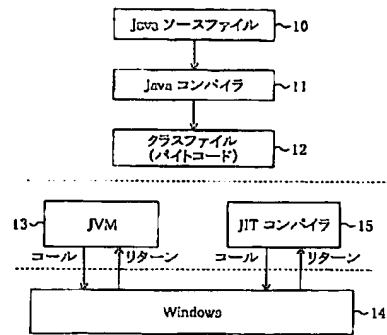 Java ソースファイル 10
Java コンパイラ 11
クラスファイル 12
(バイトコード)
13 JVM JIT コンパイラ 15
コール リターン コール リターン
Windows 14